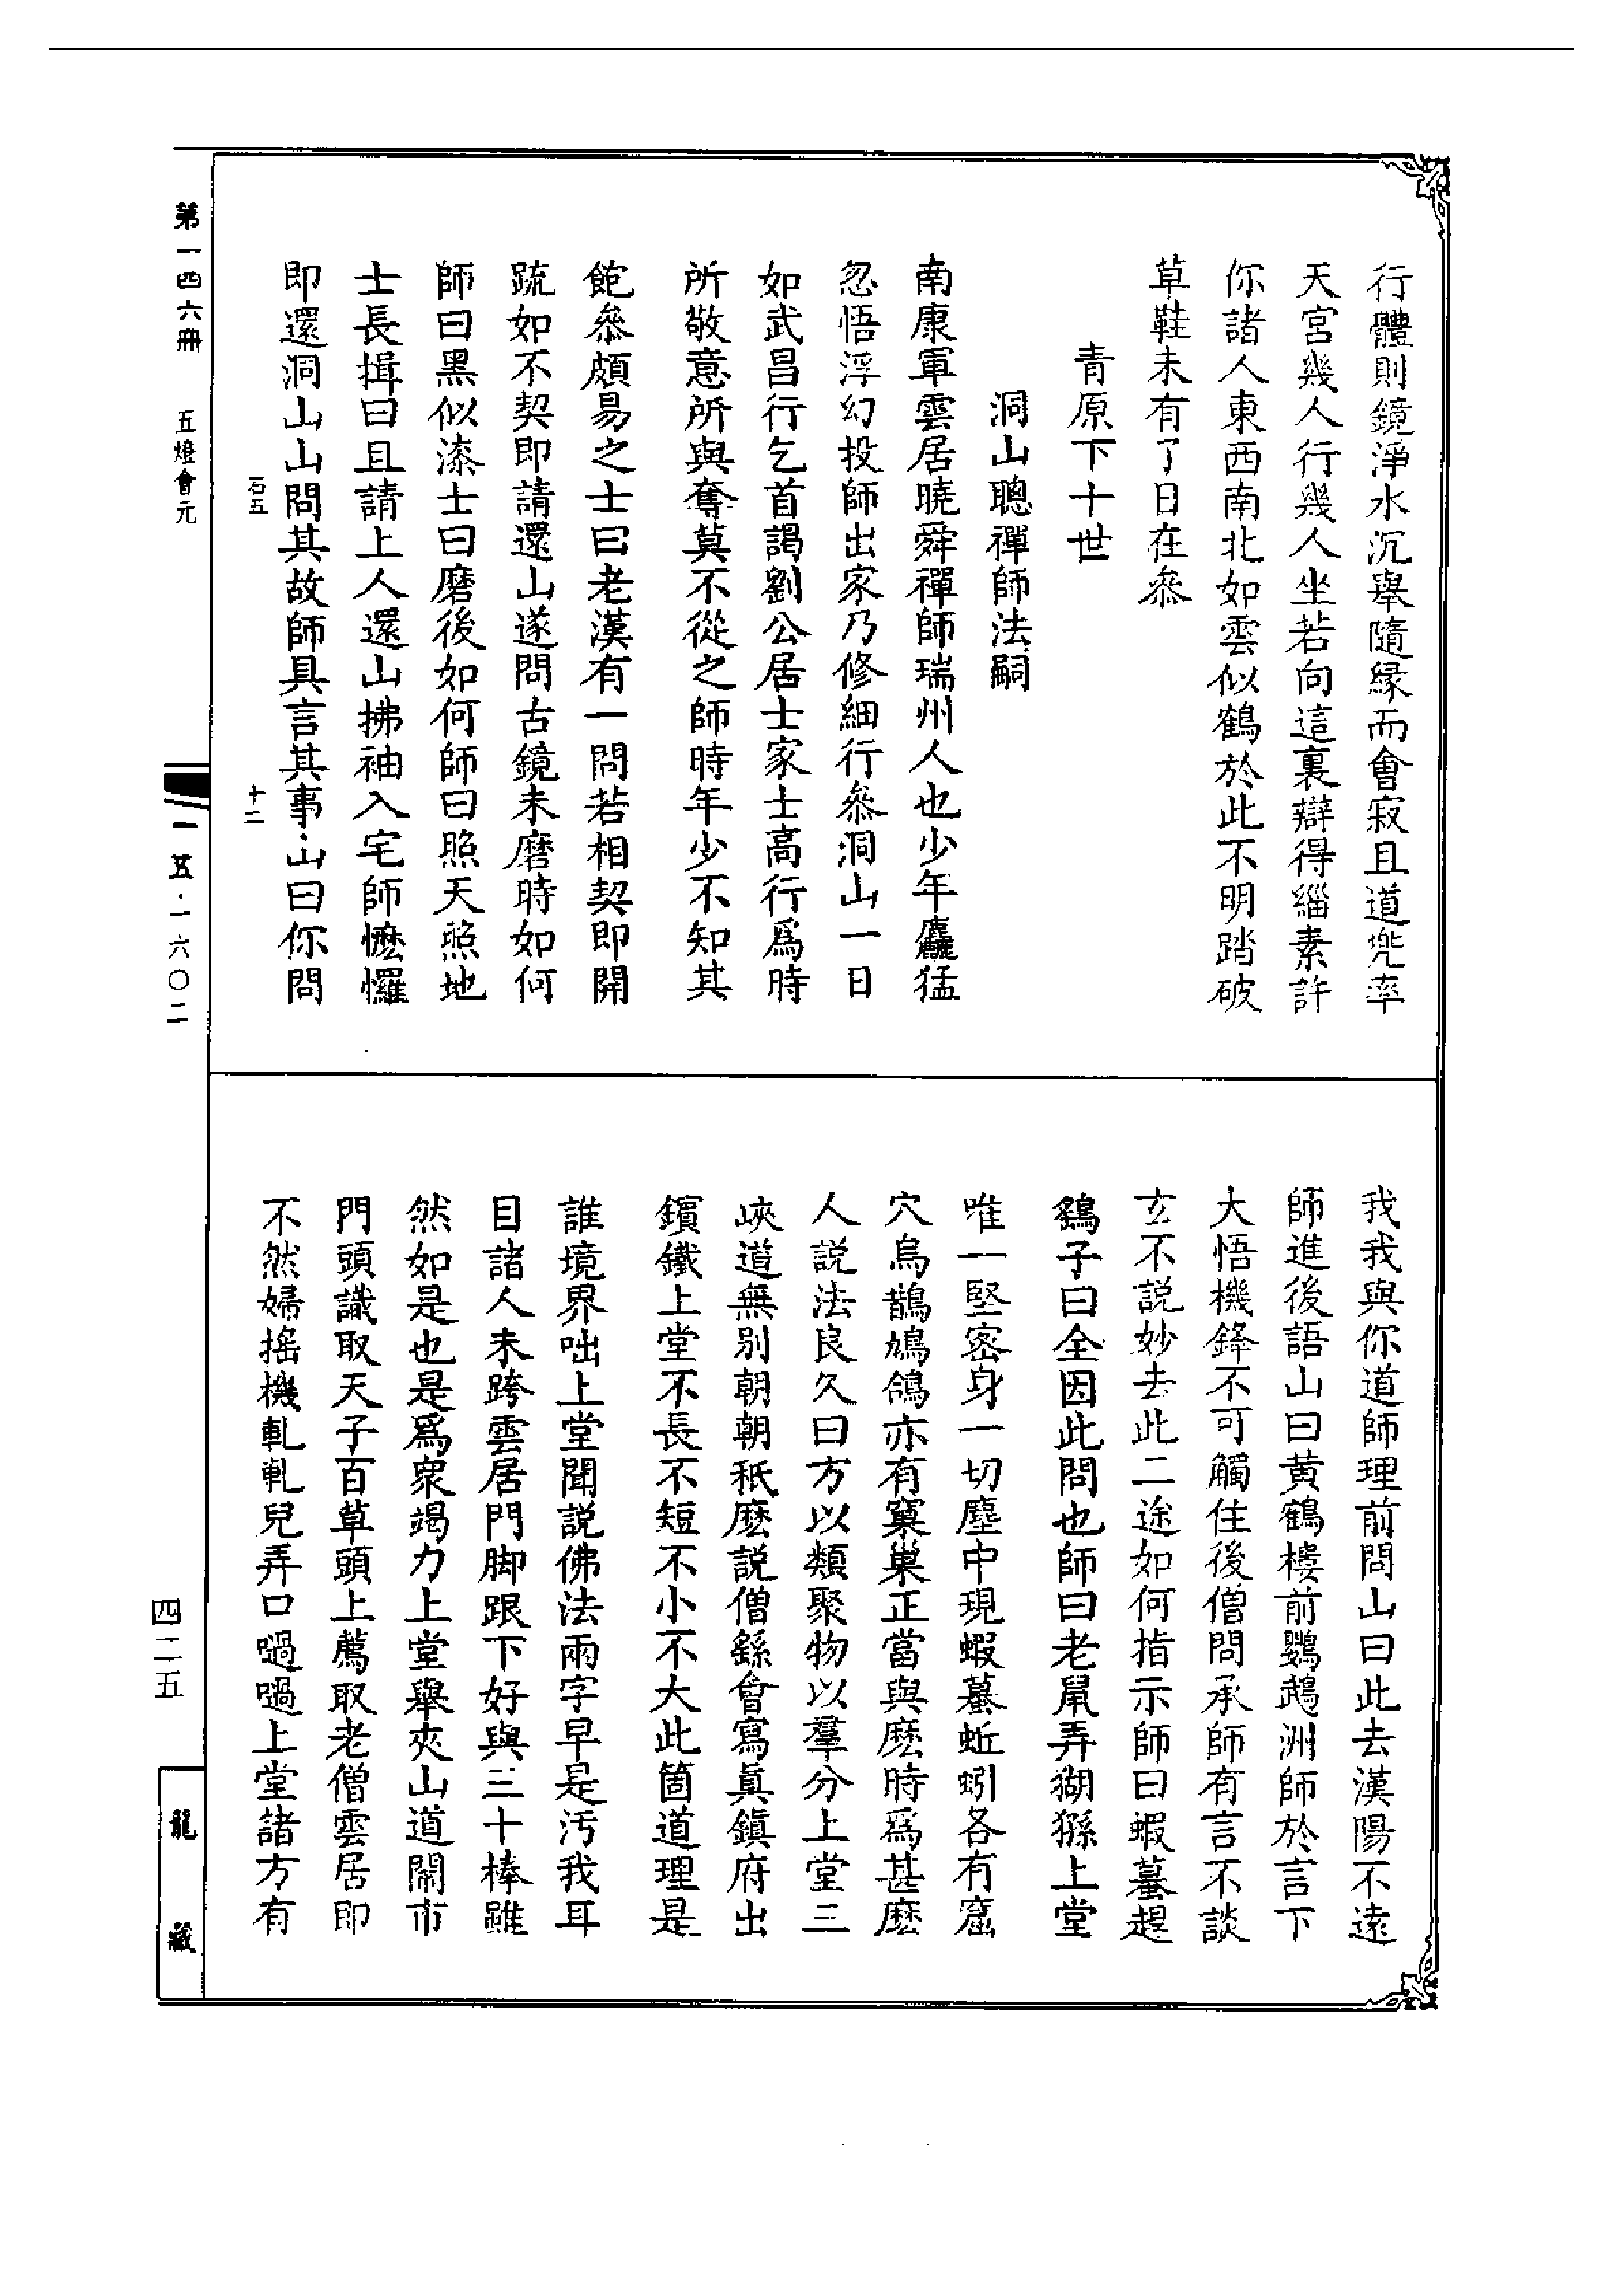 行體則鏡淨水沉舉隨緣而會寂且道兠率
天宮幾人行幾人坐若向這裏辯得緇素許
你諸人東西南北如雲似鶴於此不明踏破
草鞋未有了日在叅
青原下十世
洞山聰禪師法嗣
南康軍雲居曉舜禪師瑞州人也少年麤猛
忽悟浮幻投師出家乃修細行叅洞山一日
如武昌行乞首謁劉公居士家士高行爲時
所敬意所與奪莫不從之師時年少不知其
飽叅頗易之士曰老漢有一問若相契即開
疏如不契即請還山遂問古鏡未磨時如何
師曰黑似漆士曰磨後如何師曰照天照地
士長揖曰且請上人還山拂袖入宅師懡㦬
即還洞山山問其故師具言其事山曰你問
石五
十二
我我與你道師理前問山曰此去漢陽不遠
師進後語山曰黃鶴樓前鸚鵡洲師於言下
大悟機鋒不可觸住後僧問承師有言不談
玄不説妙去此二途如何指示師曰蝦蟇趕
鷂子曰全因此問也師曰老鼠弄猢猻上堂
唯一堅密身一切塵中現蝦蟇蚯蚓各有窟
穴烏鵲鳩鴿亦有窠巢正當與麽時爲甚麽
人説法良久曰方以類聚物以羣分上堂三
峽道無别朝朝秖麽説僧繇會寫眞鎮府出
鑌鐵上堂不長不短不小不大此箇道理是
誰境界咄上堂聞説佛法兩字早是汚我耳
目諸人未跨雲居門脚跟下好與三十棒雖
然如是也是爲衆竭力上堂舉夾山道鬧市
門頭識取天子百草頭上薦取老僧雲居即
不然婦摇機軋軋兒弄口喎喎上堂諸方有
第一四六冊 五燈會元
一五·一六〇二
四二五
龍藏